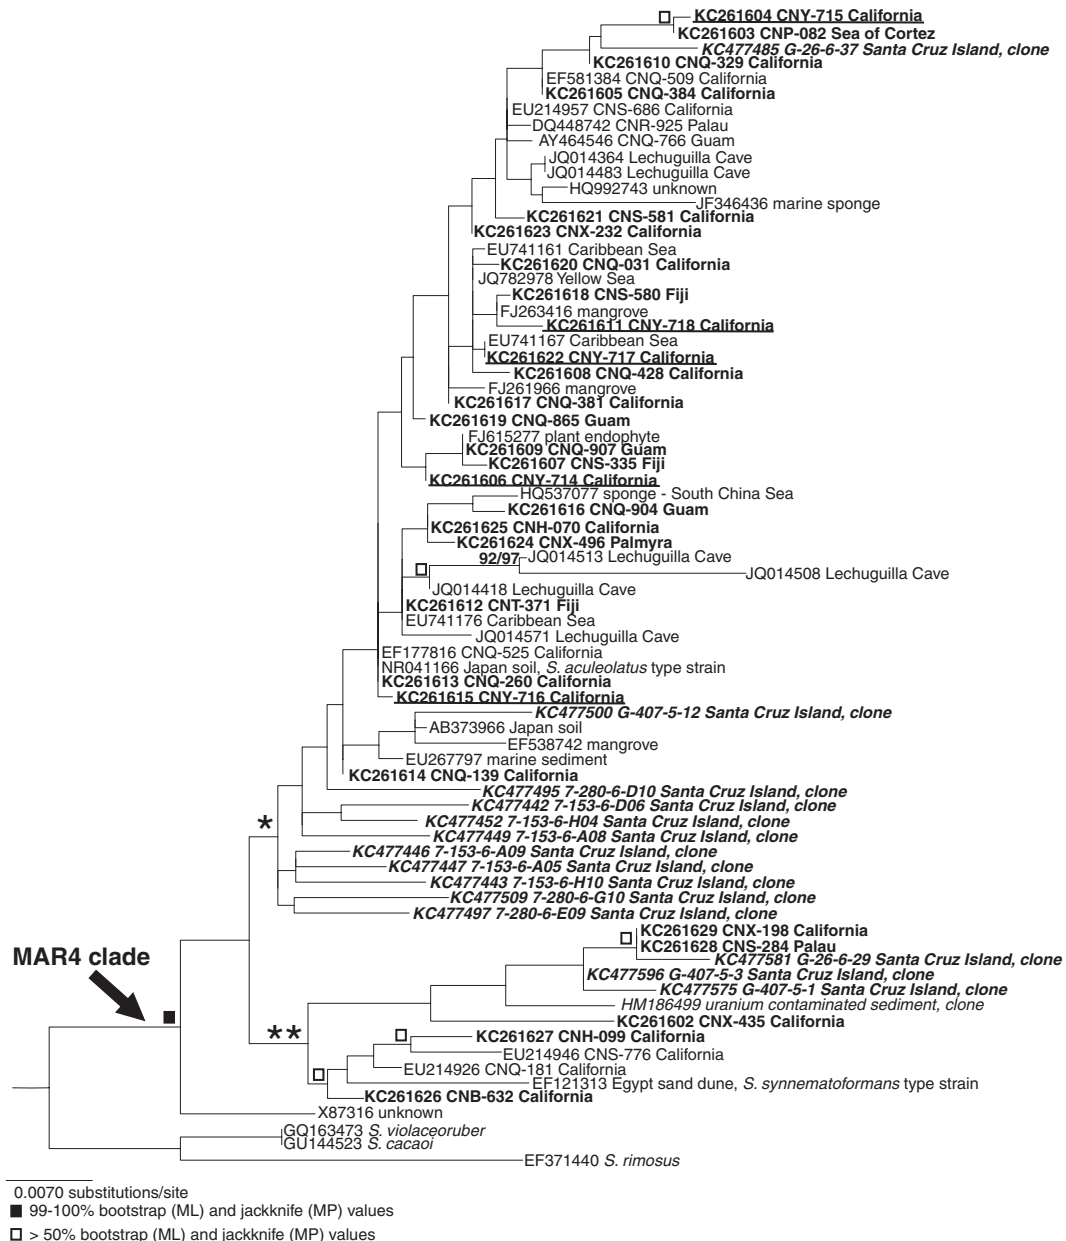 KC261604 CNY-715 California
KC261603 CNP-082 Sea of Cortez
KC477485 G-26-6-37 Santa Cruz Island, clone
KC261610 CNQ-329 California
EF581384 CNQ-509 California
KC261605 CNQ-384 California
EU214957 CNS-686 California
DQ448742 CNR-925 Palau
AY464546 CNQ-766 Guam
JQ014364 Lechuguilla Cave
JQ014483 Lechuguilla Cave
HQ992743 unknown
JF346436 marine sponge
KC261621 CNS-581 California
KC261623 CNX-232 California
EU741161 Caribbean Sea
KC261620 CNQ-031 California
JQ782978 Yellow Sea
KC261618 CNS-580 Fiji
FJ263416 mangrove
KC261611 CNY-718 California
EU741167 Caribbean Sea
KC261622 CNY-717 California
KC261608 CNQ-428 California
FJ261966 mangrove
KC261617 CNQ-381 California
KC261619 CNQ-865 Guam
FJ615277 plant endophyte
KC261609 CNQ-907 Guam
KC261607 CNS-335 Fiji
KC261606 CNY-714 California
HQ537077 sponge - South China Sea
KC261616 CNQ-904 Guam
KC261625 CNH-070 California
KC261624 CNX-496 Palmyra
92/97 JQ014513 Lechuguilla Cave
JQ014508 Lechuguilla Cave
JQ014418 Lechuguilla Cave
KC261612 CNT-371 Fiji
EU741176 Caribbean Sea
JQ014571 Lechuguilla Cave
EF177816 CNQ-525 California
NR041166 Japan soil, S. aculeolatus type strain
KC261613 CNQ-260 California
KC261615 CNY-716 California
KC477500 G-407-5-12 Santa Cruz Island, clone
AB373966 Japan soil
EF538742 mangrove
EU267797 marine sediment
KC261614 CNQ-139 California
KC477495 7-280-6-D10 Santa Cruz Island, clone
KC477442 7-153-6-D06 Santa Cruz Island, clone
KC477452 7-153-6-H04 Santa Cruz Island, clone
*
KC477449 7-153-6-A08 Santa Cruz Island, clone
KC477446 7-153-6-A09 Santa Cruz Island, clone
KC477447 7-153-6-A05 Santa Cruz Island, clone
KC477443 7-153-6-H10 Santa Cruz Island, clone
KC477509 7-280-6-G10 Santa Cruz Island, clone
KC477497 7-280-6-E09 Santa Cruz Island, clone
KC261629 CNX-198 California
KC261628 CNS-284 Palau
MAR4 clade
KC477581 G-26-6-29 Santa Cruz Island, clone
KC477596 G-407-5-3 Santa Cruz Island, clone
KC477575 G-407-5-1 Santa Cruz Island, clone
HM186499 uranium contaminated sediment, clone
KC261602 CNX-435 California
**
KC261627 CNH-099 California
EU214946 CNS-776 California
EU214926 CNQ-181 California
EF121313 Egypt sand dune, S. synnematoformans type strain
KC261626 CNB-632 California
X87316 unknown
GQ163473 S. violaceoruber
GU144523 S. cacaoi
EF371440 S. rimosus
0.0070 substitutions/site
99-100% bootstrap (ML) and jackknife (MP) values
> 50% bootstrap (ML) and jackknife (MP) values